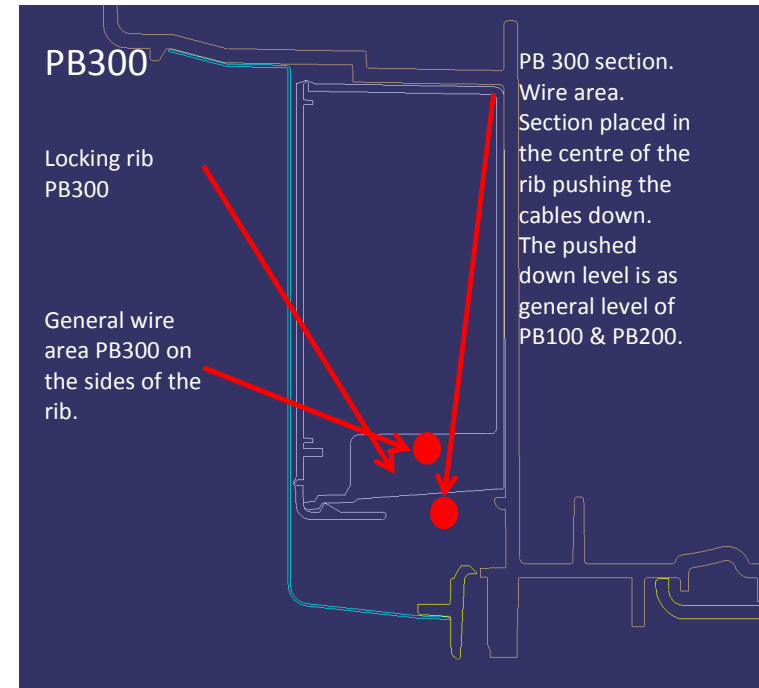 PB300
Locking rib
PB300
General wire
area PB300 on
the sides of the
rib.
PB 300 section.
Wire area.
Section placed in
the centre of the
rib pushing the
cables down.
The pushed
down level is as
general level of
PB100 & PB200.